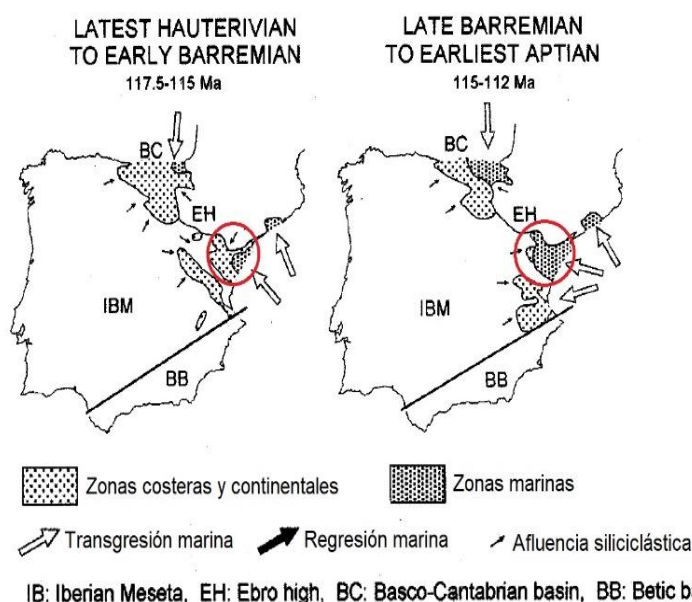 LATEST HAUTERIVIAN
TO EARLY BARREMIAN
117.5-115 Ma
BC
EH
IBM
BB
LATE BARREMIAN
TO EARLIEST APTIAN
115-112 Ma
BC
EH
IBM
BB
Zonas costeras y continentales
Zonas marinas
Transgresión marina
Regresión marina
Afluencia siliciclástica
IB: Iberian Meseta, EH: Ebro high, BC: Basco-Cantabrian basin, BB: Betic b